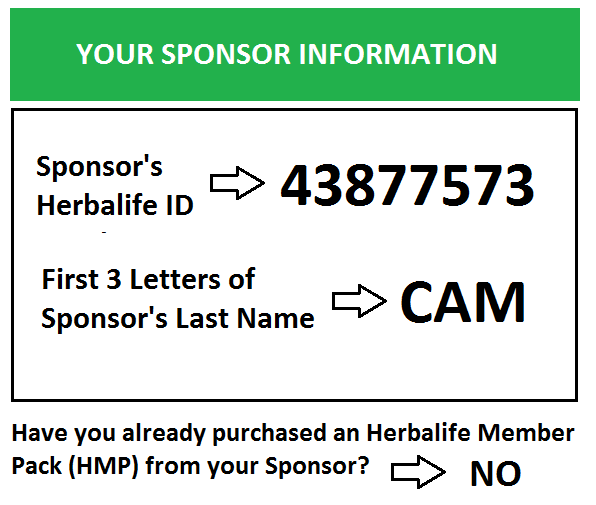 YOUR SPONSOR INFORMATION
Sponsor's
Herbalife ID
43877573
First 3 Letters of
Sponsor's Last Name
CAM
Have you already purchased an Herbalife Member
Pack (HMP) from your Sponsor? NO